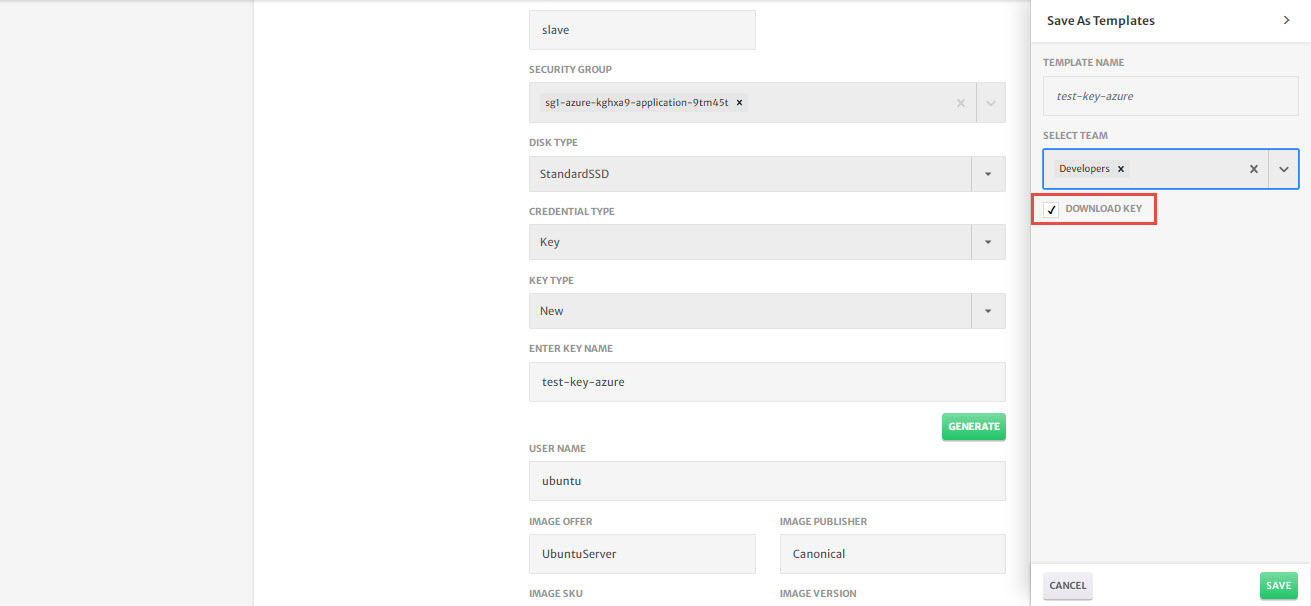 slave
SECURITY GROUP
sg1-azure-kghxa9-application-9tm45t ×
DISK TYPE
StandardSSD
CREDENTIAL TYPE
Key
KEY TYPE
New
ENTER KEY NAME
test-key-azure
GENERATE
USER NAME
ubuntu
IMAGE OFFER
IMAGE PUBLISHER
UbuntuServer
Canonical
IMAGE SKU
IMAGE VERSION
Save As Templates
TEMPLATE NAME
test-key-azure
SELECT TEAM
Developers ×
DOWNLOAD KEY
CANCEL
SAVE